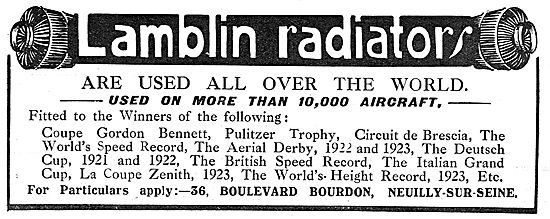 Lamblin radiators
ARE USED ALL OVER THE WORLD.
USED ON MORE THAN 10,000 AIRCRAFT,
Fitted to the Winners of the following:
Coupe Gordon Bennett, Pulitzer Trophy, Circuit de Brescia, The
World's Speed Record, The Aerial Derby, 1922 and 1923, The Deutsch
Cup, 1921 and 1922, The British Speed Record, The Italian Grand
Cup, La Coupe Zenith, 1923, The World's Height Record, 1923, Etc.
For Particulars apply:—36, BOULEVARD BOURDON, NEUILLY-SUR-SEINE.